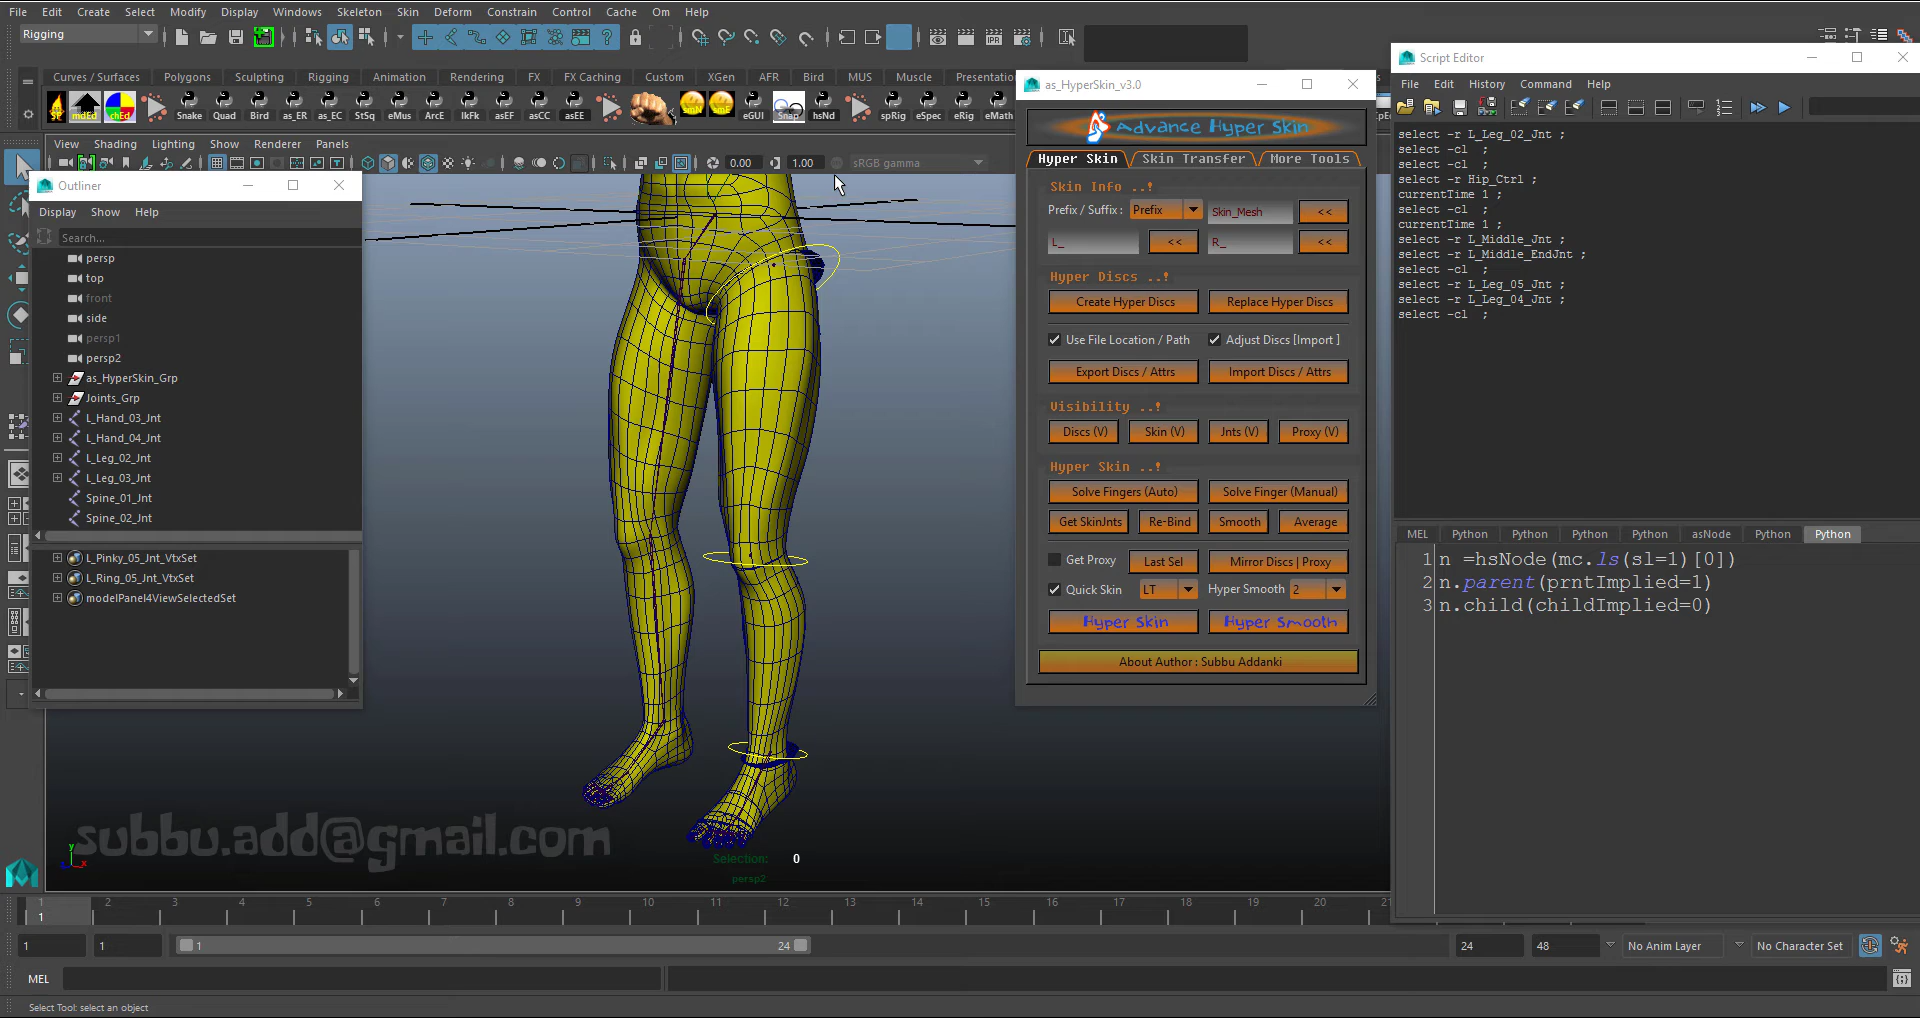 File Edit Create Select Modify Display Windows Skeleton Skin Deform Constrain Control Cache Om Help
Rigging
IPR
Curves / Surfaces Polygons Sculpting Rigging Animation Rendering FX FX Caching Custom XGen AFR Bird MUS Muscle Presentatio
mdEd chEd Snake Quad Bird as_ER as_EC StSq eMus ArcE IkFk asEF asCC asEE smN smE eGUI Snap hsNd spRig eSpec eRig eMath
View Shading Lighting Show Renderer Panels
0.00 1.00 sRGB gamma
Outliner
Display Show Help
Search...
persp
top
front
side
persp1
persp2
as_HyperSkin_Grp
Joints_Grp
L_Hand_03_Jnt
L_Hand_04_Jnt
L_Leg_02_Jnt
L_Leg_03_Jnt
Spine_01_Jnt
Spine_02_Jnt
L_Pinky_05_Jnt_VtxSet
L_Ring_05_Jnt_VtxSet
modelPanel4ViewSelectedSet
subbu.add@gmail.com
Selection: 0
persp2
y
x
as_HyperSkin_v3.0
Advance Hyper Skin
Hyper Skin Skin Transfer More Tools
Skin Info ..!
Prefix / Suffix : Prefix Skin_Mesh <<
L_ << R_ <<
Hyper Discs ..!
Create Hyper Discs Replace Hyper Discs
Use File Location / Path Adjust Discs [Import ]
Export Discs / Attrs Import Discs / Attrs
Visibility ..!
Discs (V) Skin (V) Jnts (V) Proxy (V)
Hyper Skin ..!
Solve Fingers (Auto) Solve Finger (Manual)
Get SkinJnts Re-Bind Smooth Average
Get Proxy Last Sel Mirror Discs | Proxy
Quick Skin LT Hyper Smooth 2
Hyper Skin Hyper Smooth
About Author : Subbu Addanki
Script Editor
File Edit History Command Help
select -r L_Leg_02_Jnt ;
select -cl ;
select -cl ;
select -r Hip_Ctrl ;
currentTime 1 ;
select -cl ;
currentTime 1 ;
select -r L_Middle_Jnt ;
select -r L_Middle_EndJnt ;
select -cl ;
select -r L_Leg_05_Jnt ;
select -r L_Leg_04_Jnt ;
select -cl ;
MEL Python Python Python Python asNode Python Python
1 n =hsNode(mc.ls(sl=1)[0])
2 n.parent(prntImplied=1)
3 n.child(childImplied=0)
1 2 3 4 5 6 7 8 9 10 11 12 13 14 15 16 17 18 19 20 21
1
1 1 1 24 24 48 No Anim Layer No Character Set
MEL
Select Tool: select an object